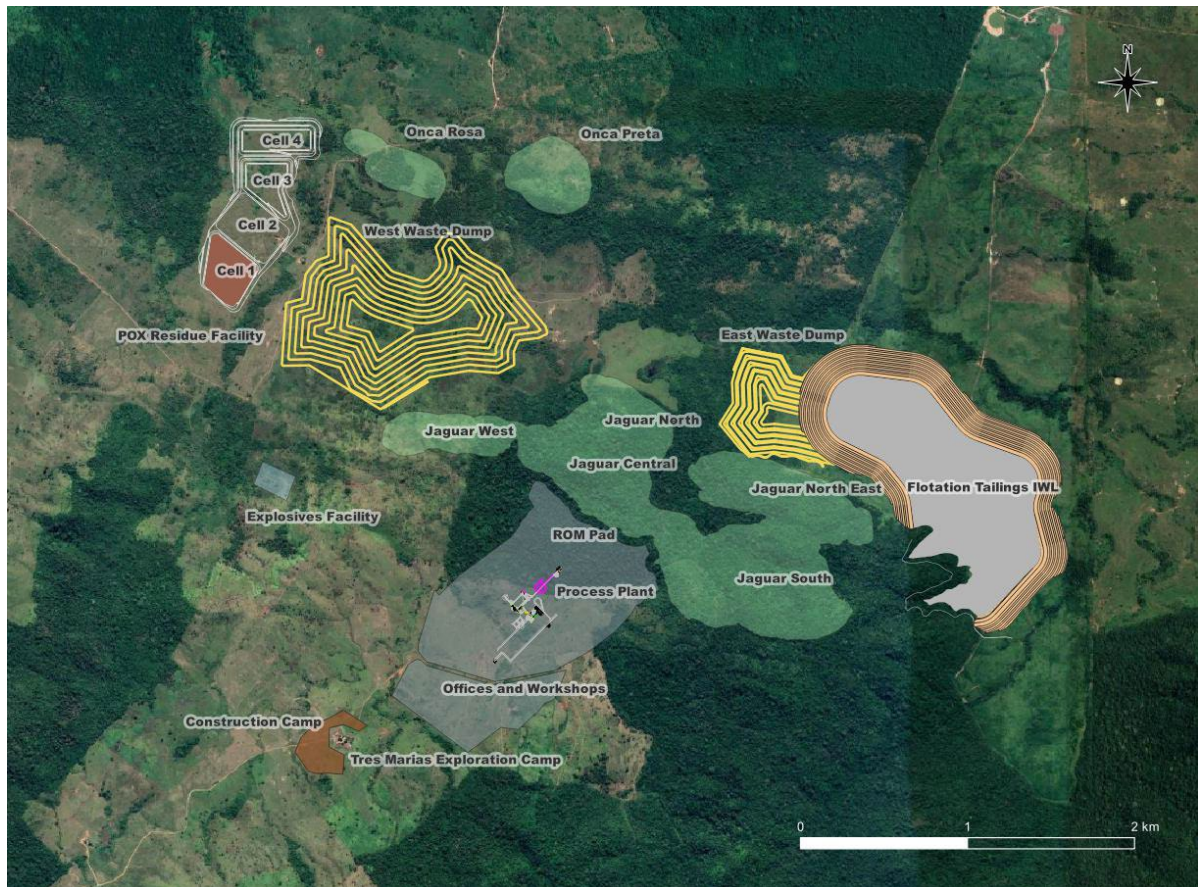 N
Cell 4
Onca Rosa
Onca Preta
Cell 3
Cell 2
West Waste Dump
Cell 1
POX Residue Facility
East Waste Dump
Jaguar North
Jaguar West
Jaguar Central
Jaguar North East
Flotation Tailings IWL
Explosives Facility
ROM Pad
Jaguar South
Process Plant
Offices and Workshops
Construction Camp
Tres Marias Exploration Camp
0 1 2 km